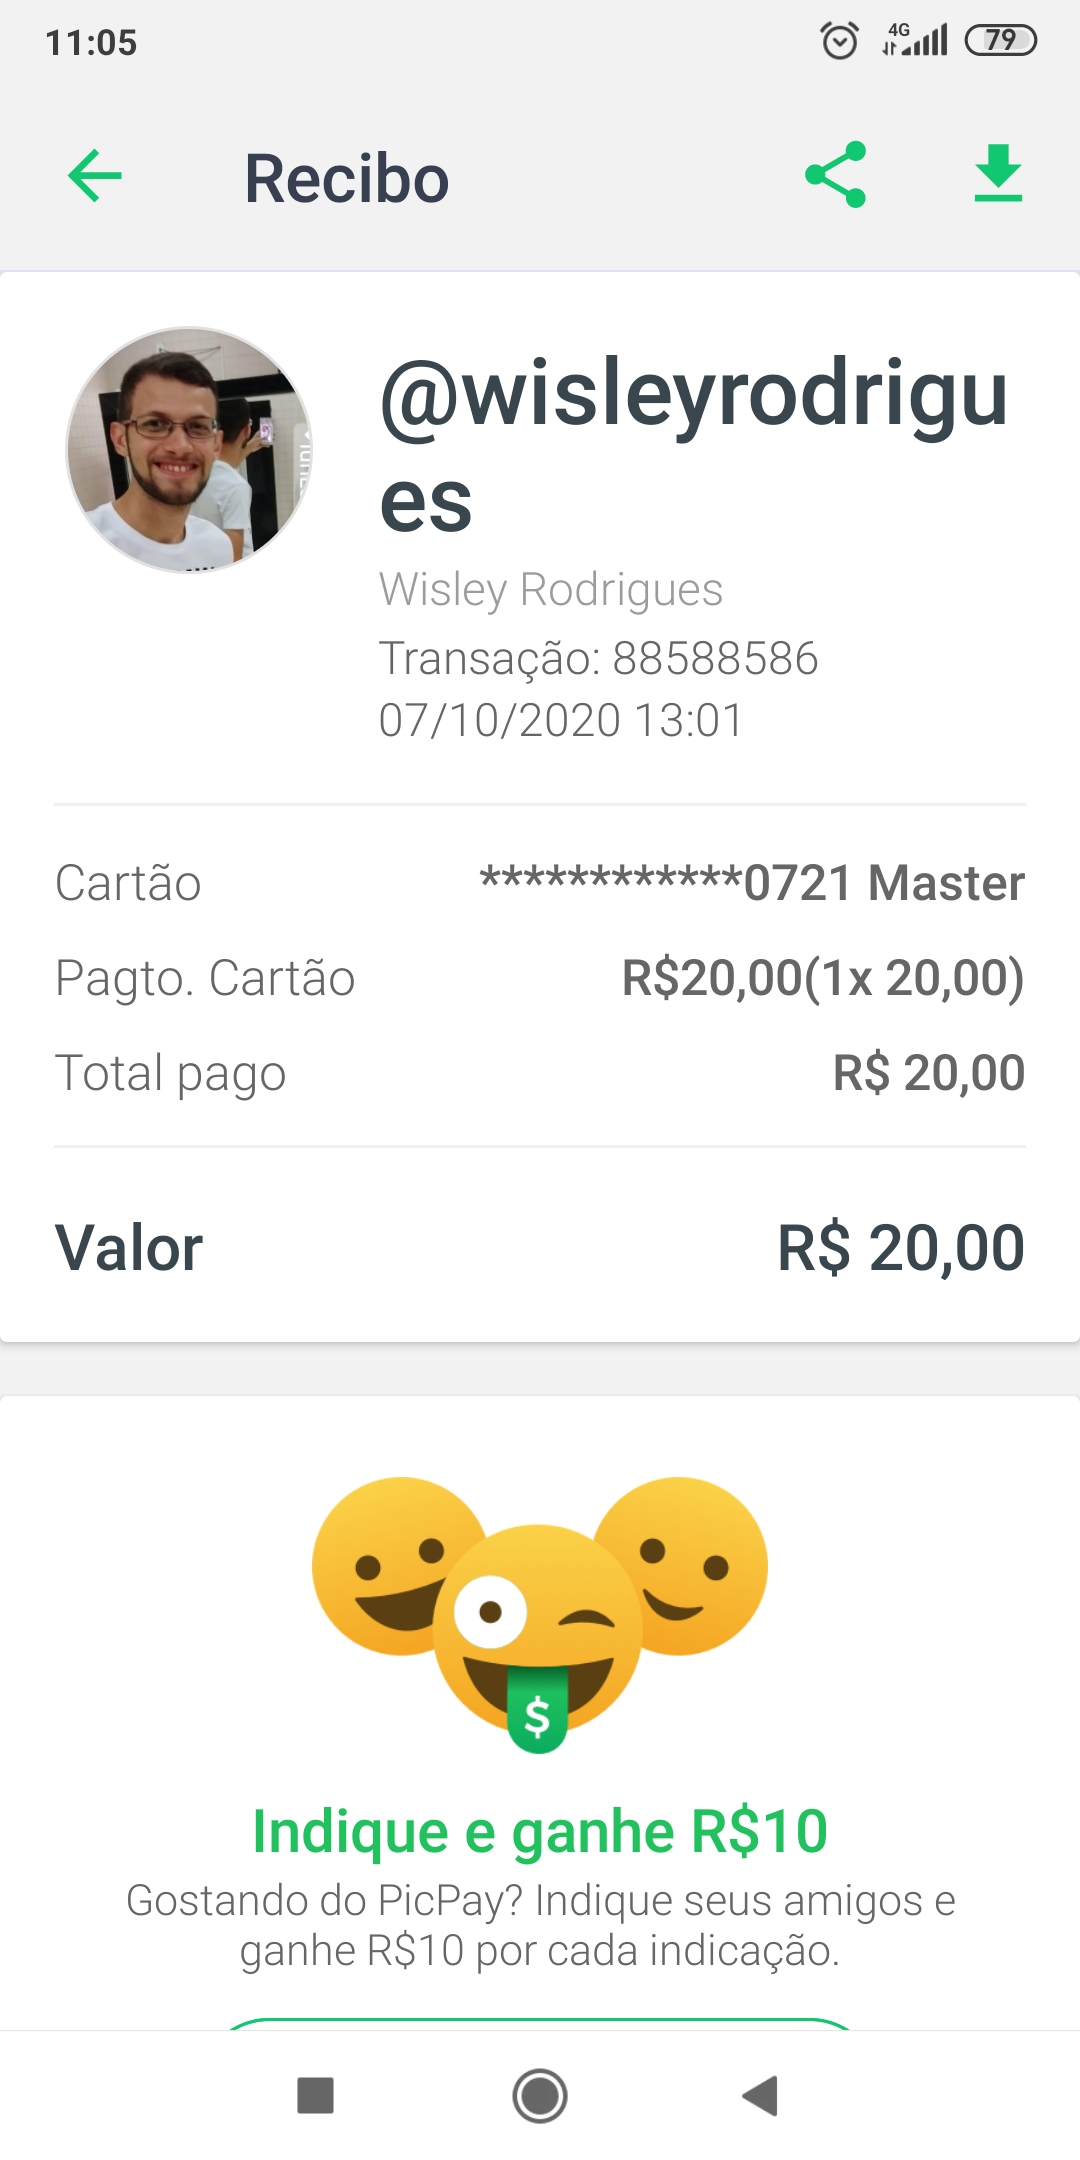 11:05
4G
79
Recibo
@wisleyrodrigu
es
Wisley Rodrigues
Transação: 88588586
07/10/2020 13:01
Cartão ************0721 Master
Pagto. Cartão R$20,00(1x 20,00)
Total pago R$ 20,00
Valor R$ 20,00
$
Indique e ganhe R$10
Gostando do PicPay? Indique seus amigos e
ganhe R$10 por cada indicação.